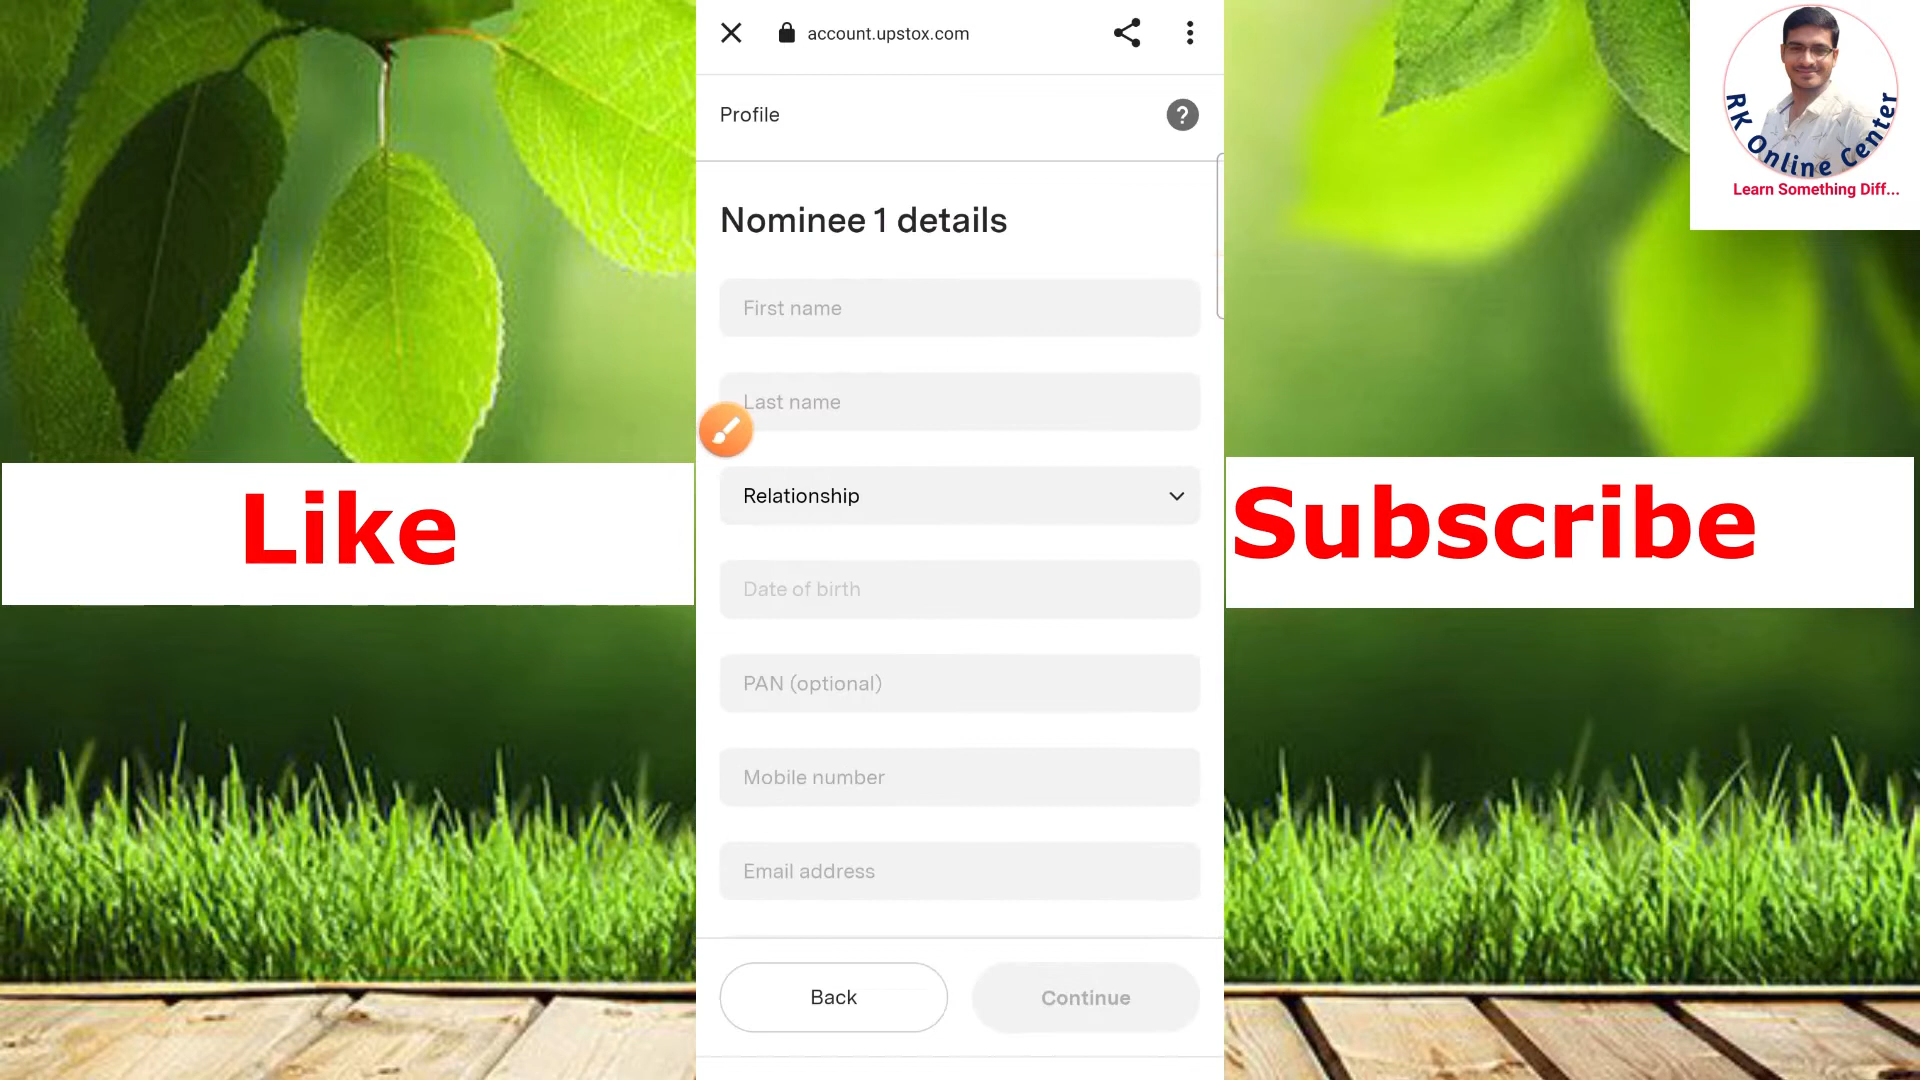 account.upstox.com
Profile
?
Nominee 1 details
First name
Last name
Relationship
Date of birth
PAN (optional)
Mobile number
Email address
Back
Continue
Like
Subscribe
RK Online Center
Learn Something Diff...